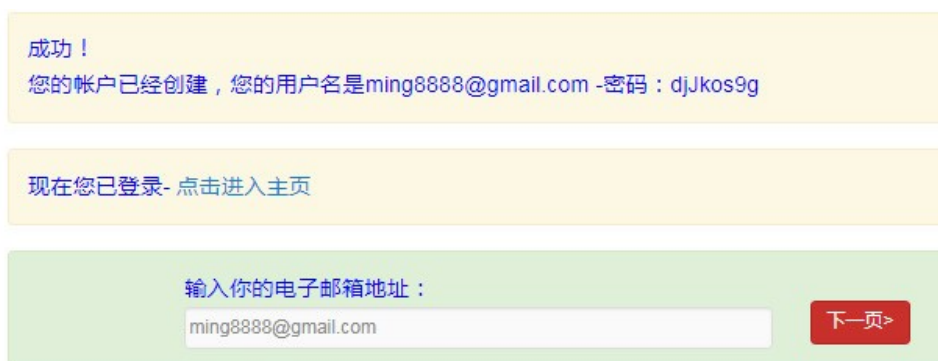 成功！
您的帐户已经创建，您的用户名是ming8888@gmail.com -密码：djJkos9g
现在您已登录- 点击进入主页
输入你的电子邮箱地址：
ming8888@gmail.com
下一页>